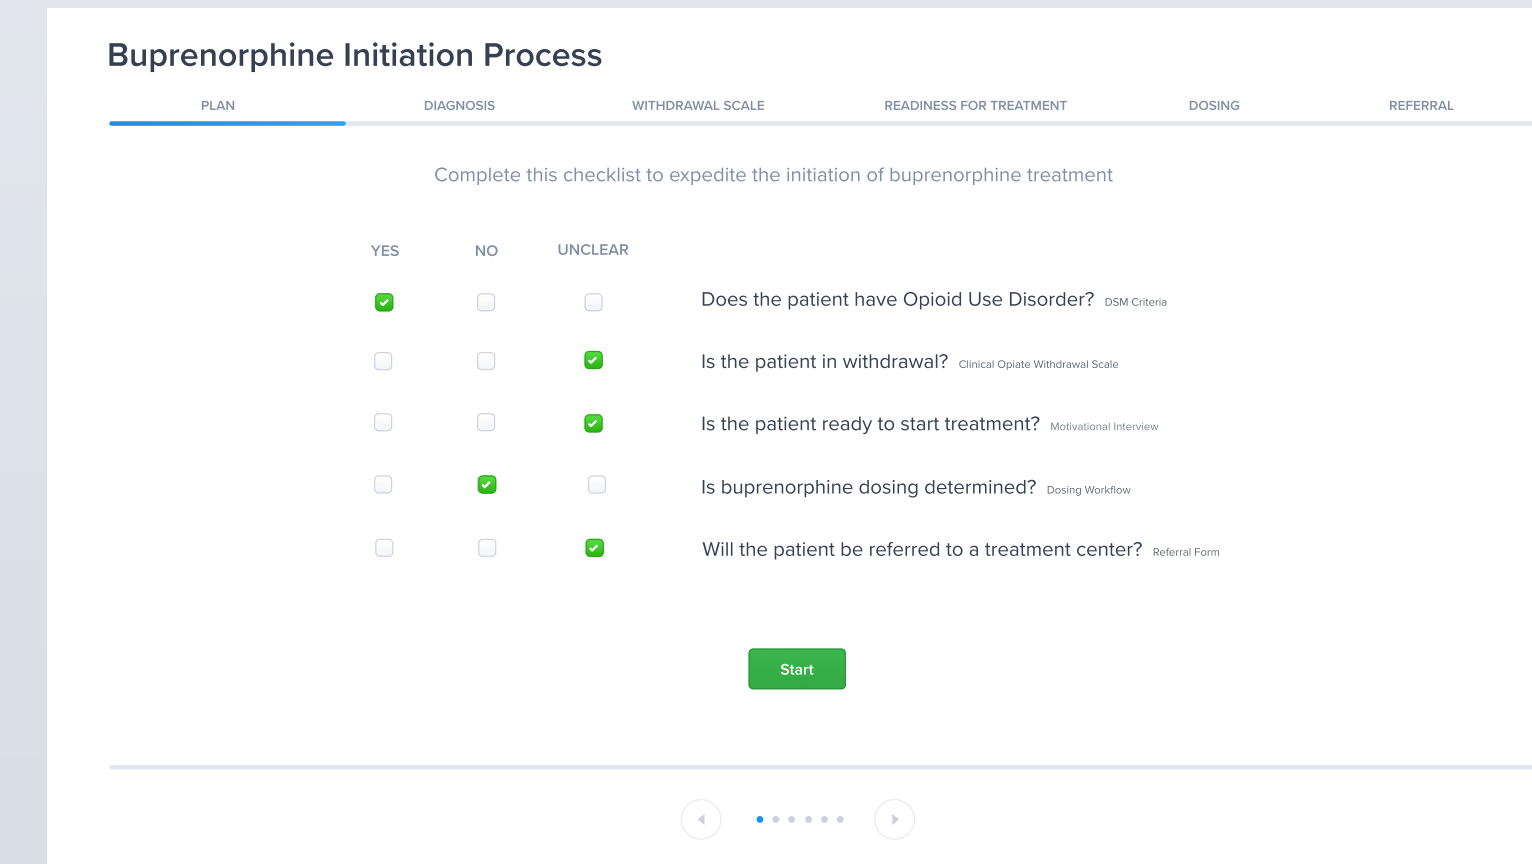 Buprenorphine Initiation Process
PLAN DIAGNOSIS WITHDRAWAL SCALE READINESS FOR TREATMENT DOSING REFERRAL
Complete this checklist to expedite the initiation of buprenorphine treatment
YES NO UNCLEAR
Does the patient have Opioid Use Disorder? DSM Criteria
Is the patient in withdrawal? Clinical Opiate Withdrawal Scale
Is the patient ready to start treatment? Motivational Interview
Is buprenorphine dosing determined? Dosing Workflow
Will the patient be referred to a treatment center? Referral Form
Start